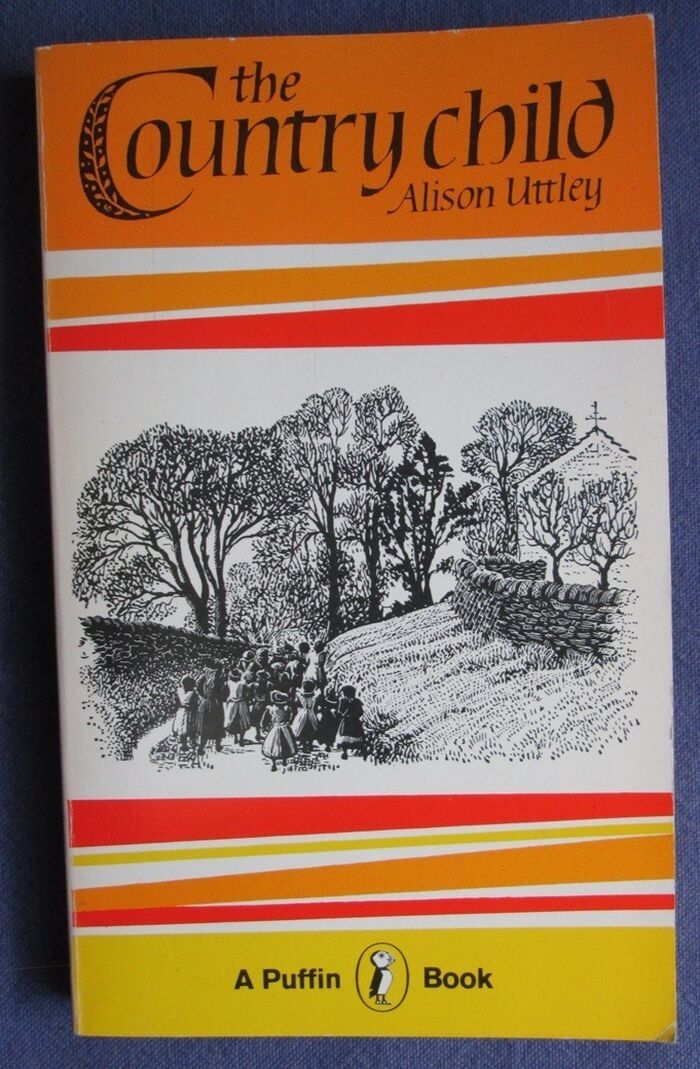 the
Country child
Alison Uttley
A Puffin Book